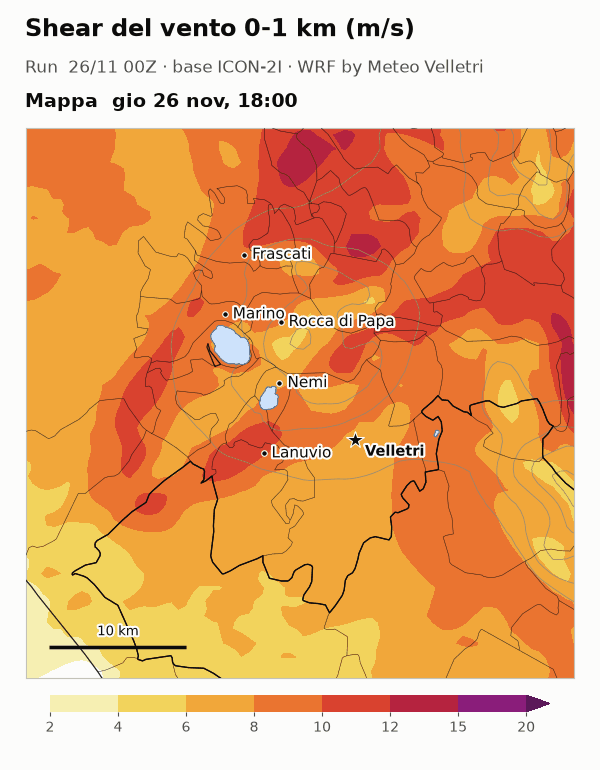 Shear del vento 0-1 km (m/s)
Run 26/11 00Z · base ICON-2I · WRF by Meteo Velletri
Mappa gio 26 nov, 18:00
Frascati
Marino
Rocca di Papa
Nemi
Velletri
Lanuvio
10 km
2 4 6 8 10 12 15 20